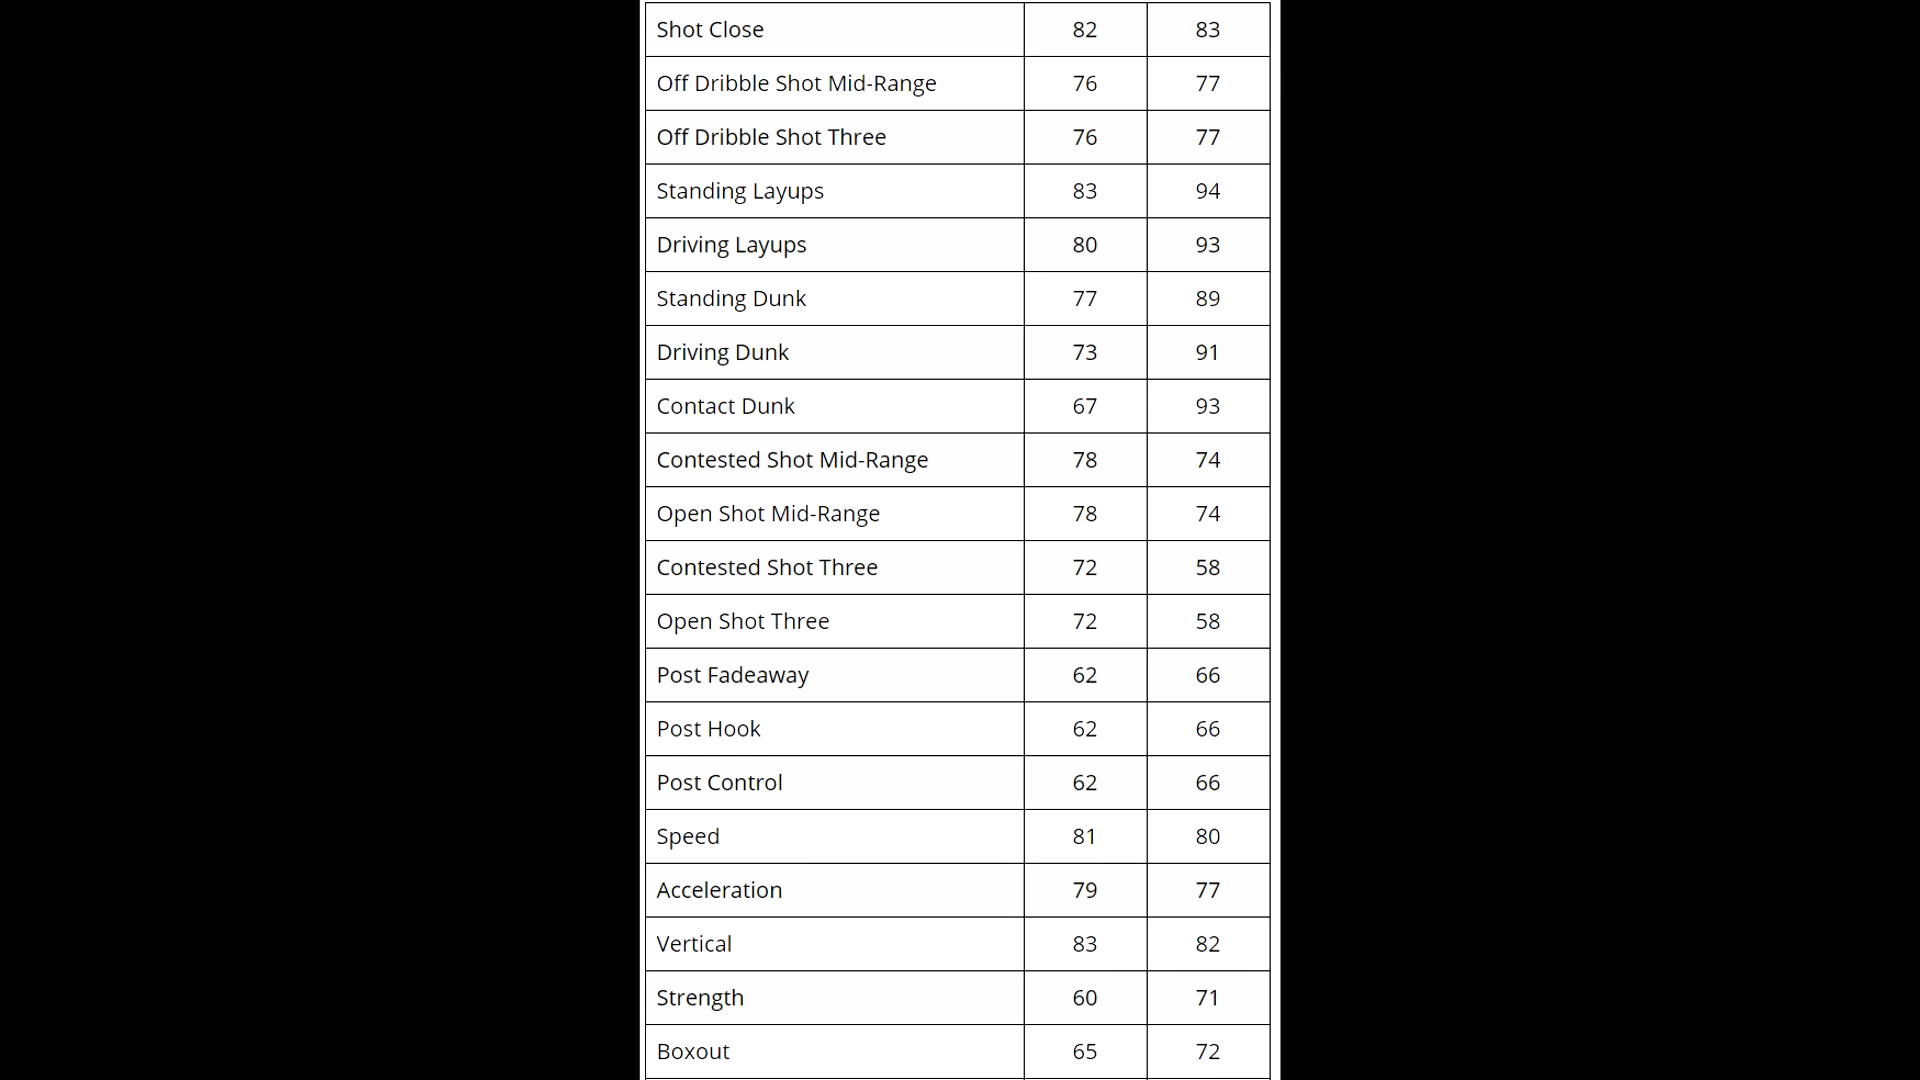 Shot Close 82 83
Off Dribble Shot Mid-Range 76 77
Off Dribble Shot Three 76 77
Standing Layups 83 94
Driving Layups 80 93
Standing Dunk 77 89
Driving Dunk 73 91
Contact Dunk 67 93
Contested Shot Mid-Range 78 74
Open Shot Mid-Range 78 74
Contested Shot Three 72 58
Open Shot Three 72 58
Post Fadeaway 62 66
Post Hook 62 66
Post Control 62 66
Speed 81 80
Acceleration 79 77
Vertical 83 82
Strength 60 71
Boxout 65 72